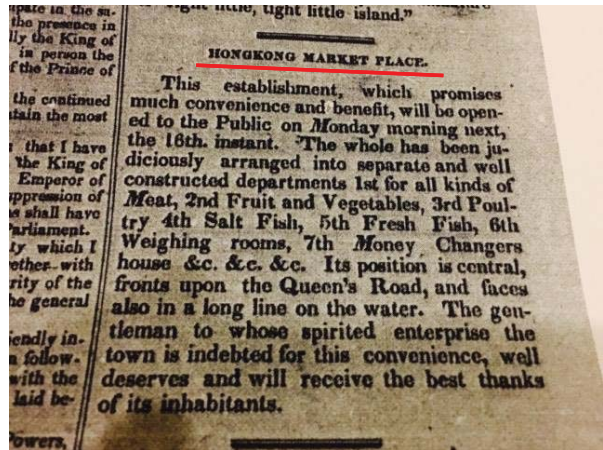 tight little, tight little island."
HONGKONG MARKET PLACE.
This establishment, which promises
much convenience and benefit, will be open-
ed to the Public on Monday morning next,
the 16th. instant. The whole has been ju-
diciously arranged into separate and well
constructed departments 1st for all kinds of
Meat, 2nd Fruit and Vegetables, 3rd Poul-
try 4th Salt Fish, 5th Fresh Fish, 6th
Weighing rooms, 7th Money Changers
house &c. &c. &c. Its position is central,
fronts upon the Queen's Road, and faces
also in a long line on the water. The gen-
tleman to whose spirited enterprise the
town is indebted for this convenience, well
deserves and will receive the best thanks
of its inhabitants.
in the
the presence in
the King of
in person the
of the Prince of
the continued
the most
that I have
the King of
Emperor of
shall have
which I
with
of the
general
in-
follow-
with the
laid be-
Powers,